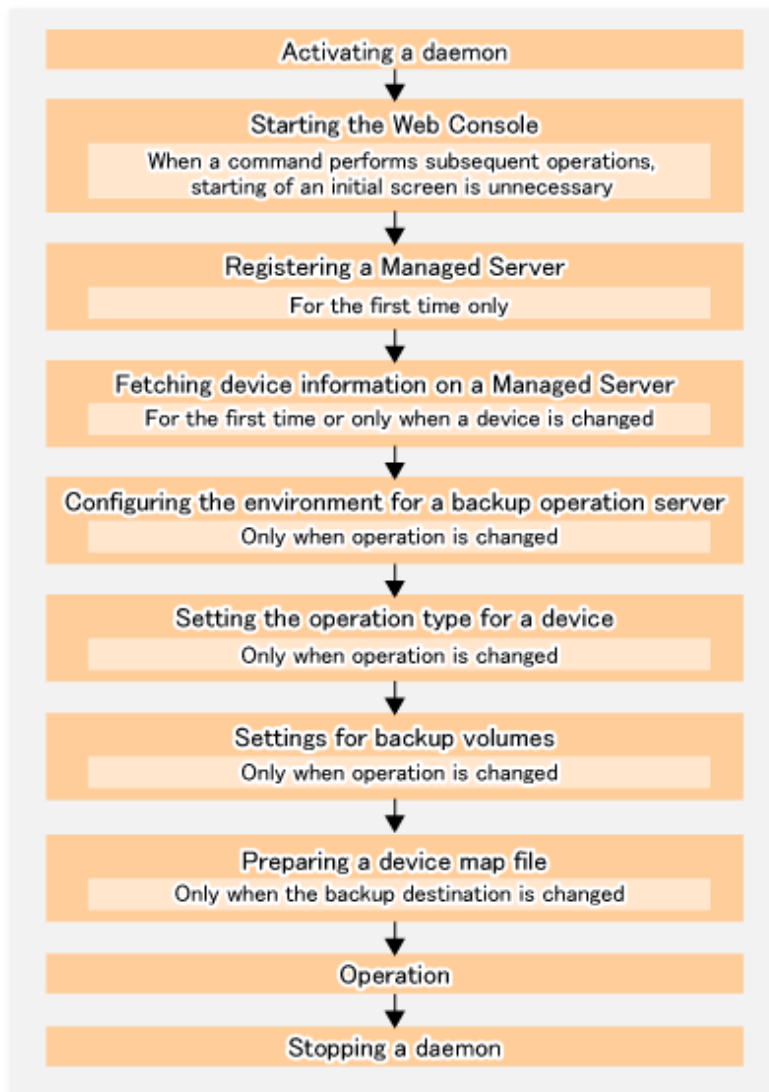 Activating a daemon
Starting the Web Console
When a command performs subsequent operations,
starting of an initial screen is unnecessary
Registering a Managed Server
For the first time only
Fetching device information on a Managed Server
For the first time or only when a device is changed
Configuring the environment for a backup operation server
Only when operation is changed
Setting the operation type for a device
Only when operation is changed
Settings for backup volumes
Only when operation is changed
Preparing a device map file
Only when the backup destination is changed
Operation
Stopping a daemon